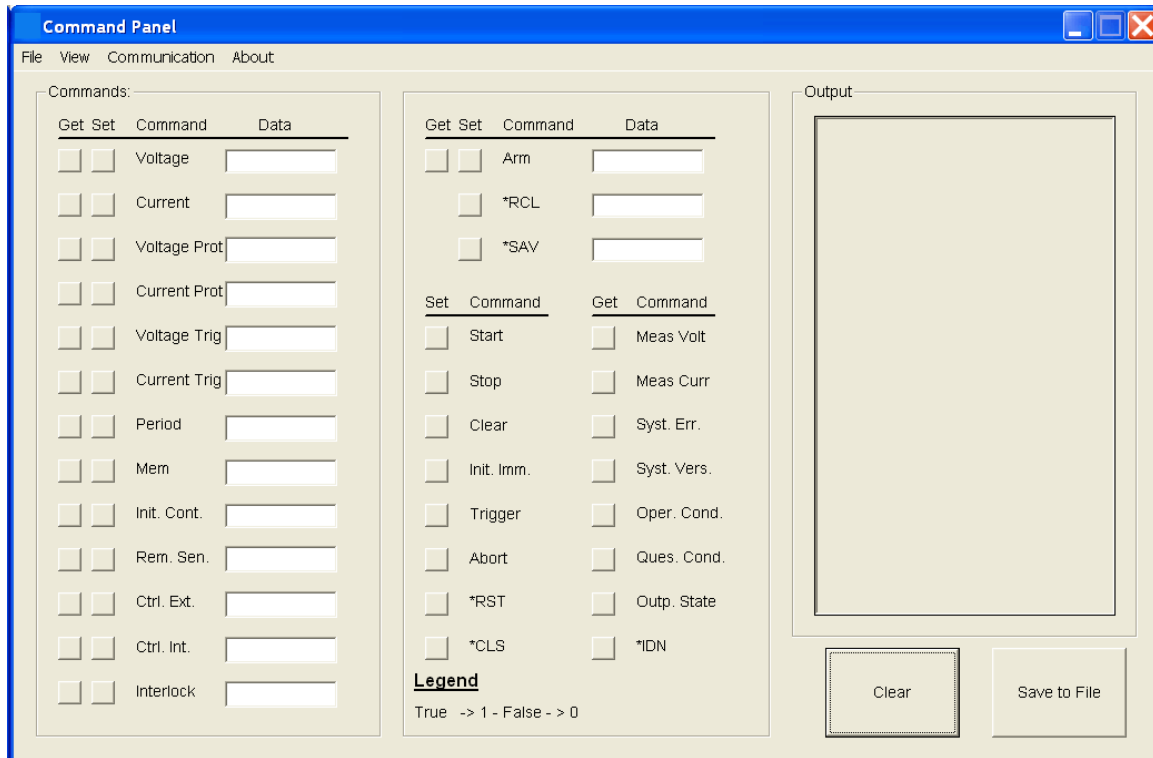 Command Panel
File View Communication About
Commands:
Get Set Command Data
Voltage
Current
Voltage Prot
Current Prot
Voltage Trig
Current Trig
Period
Mem
Init. Cont.
Rem. Sen.
Ctrl. Ext.
Ctrl. Int.
Interlock
Get Set Command Data
Arm
*RCL
*SAV
Set Command
Start
Stop
Clear
Init. Imm.
Trigger
Abort
*RST
*CLS
Get Command
Meas Volt
Meas Curr
Syst. Err.
Syst. Vers.
Oper. Cond.
Ques. Cond.
Outp. State
*IDN
Legend
True -> 1 - False - > 0
Output
Clear
Save to File